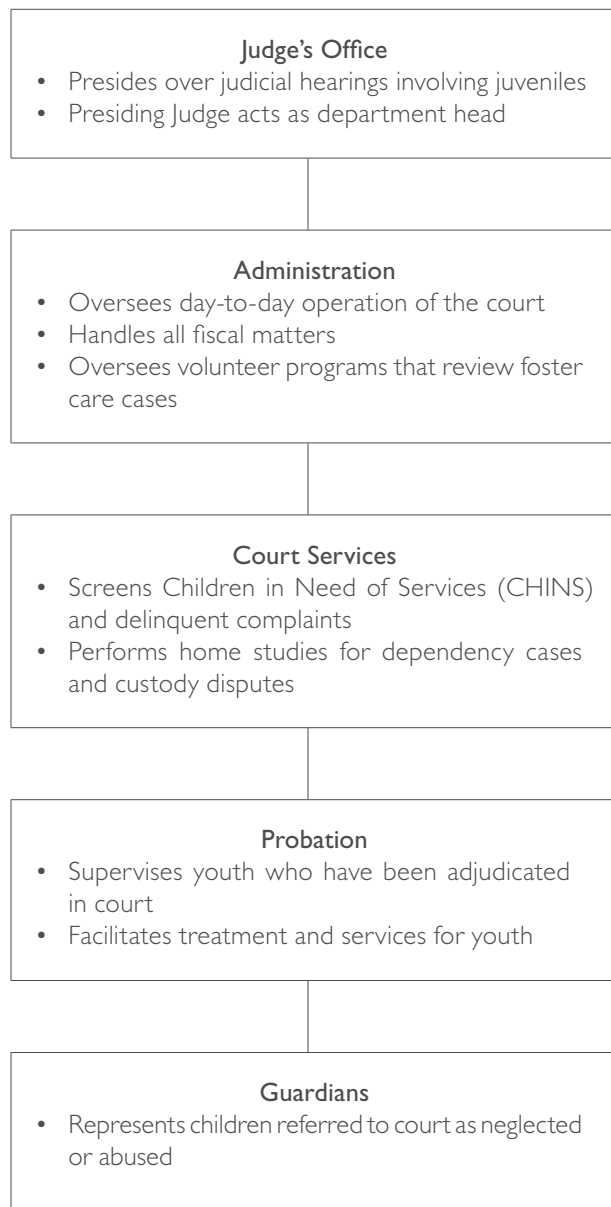 Judge’s Office
• Presides over judicial hearings involving juveniles
• Presiding Judge acts as department head
Administration
• Oversees day-to-day operation of the court
• Handles all fiscal matters
• Oversees volunteer programs that review foster
care cases
Court Services
• Screens Children in Need of Services (CHINS)
and delinquent complaints
• Performs home studies for dependency cases
and custody disputes
Probation
• Supervises youth who have been adjudicated
in court
• Facilitates treatment and services for youth
Guardians
• Represents children referred to court as neglected
or abused